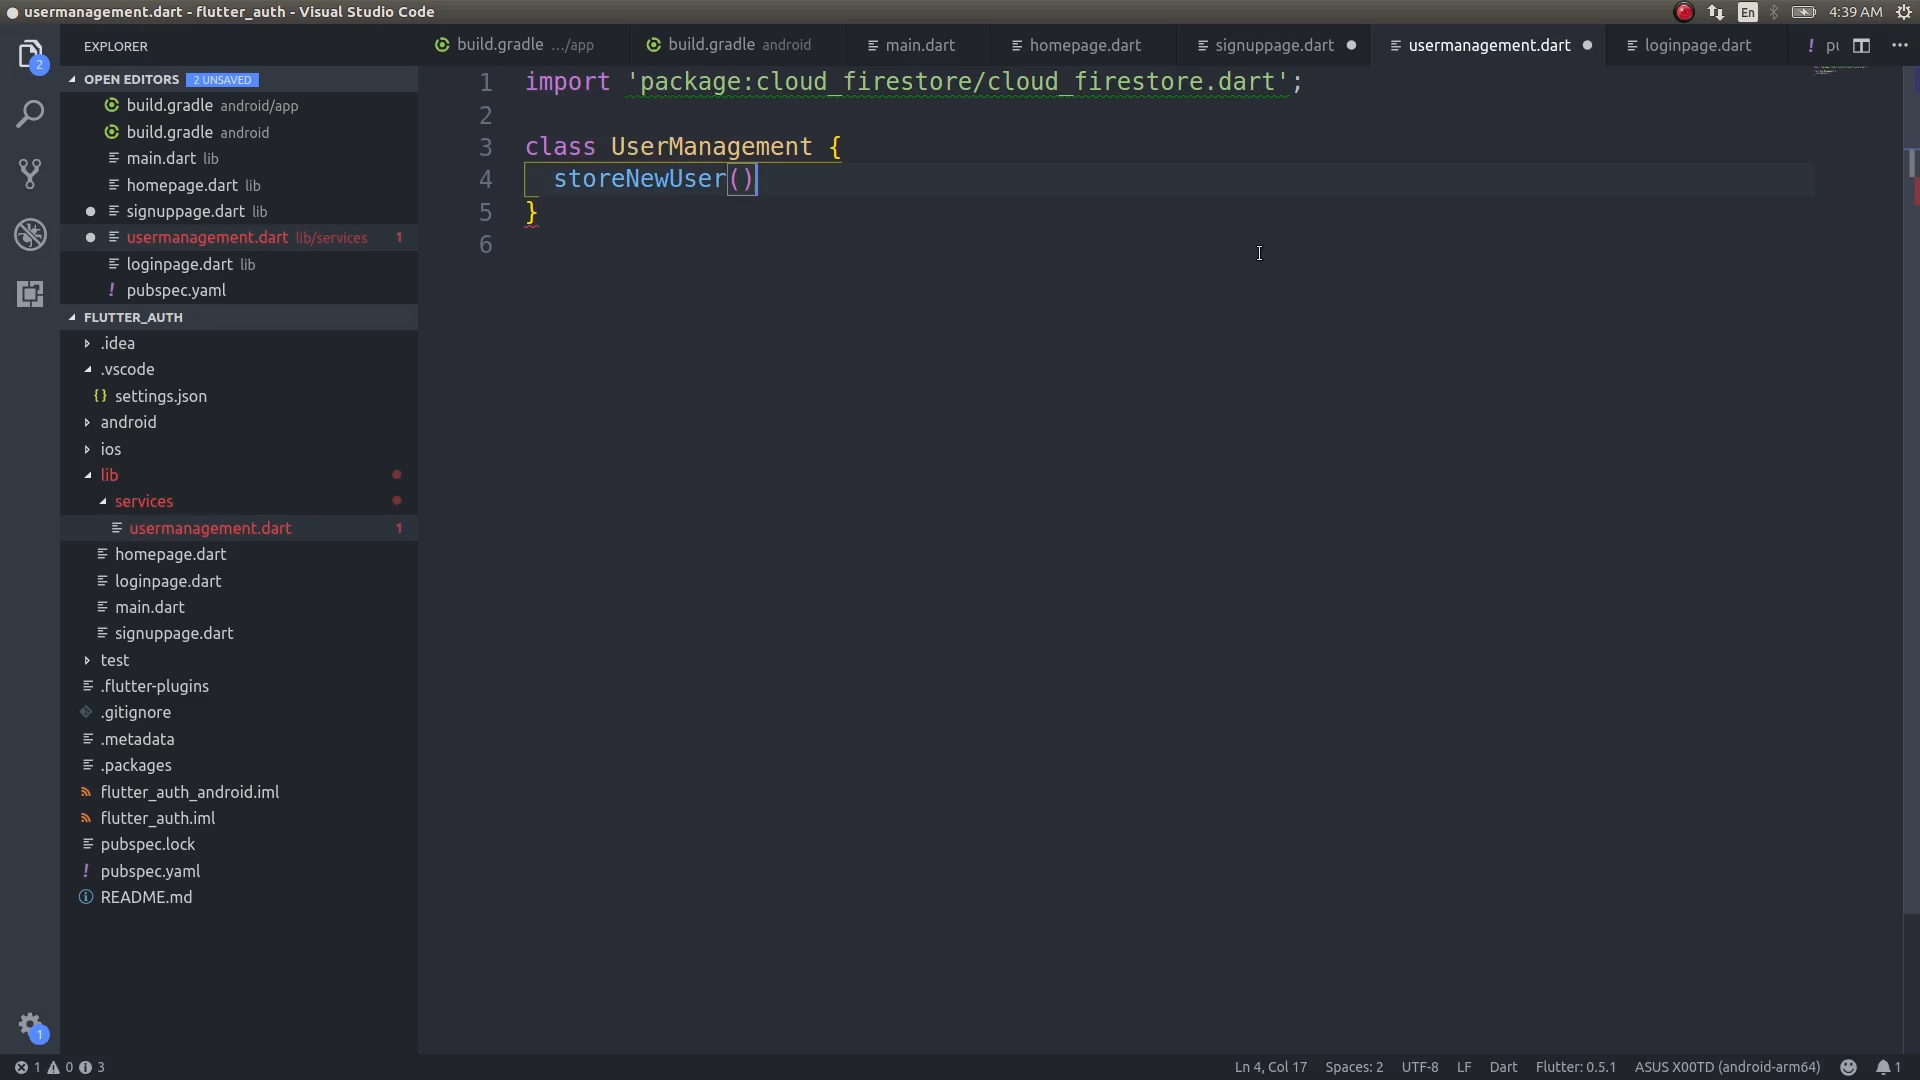 usermanagement.dart - flutter_auth - Visual Studio Code
En
4:39 AM
EXPLORER
build.gradle .../app
build.gradle android
main.dart
homepage.dart
signuppage.dart
usermanagement.dart
loginpage.dart
! pu
2
OPEN EDITORS 2 UNSAVED
build.gradle android/app
build.gradle android
main.dart lib
homepage.dart lib
signuppage.dart lib
usermanagement.dart lib/services 1
loginpage.dart lib
! pubspec.yaml
FLUTTER_AUTH
.idea
.vscode
{} settings.json
android
ios
lib
services
usermanagement.dart 1
homepage.dart
loginpage.dart
main.dart
signuppage.dart
test
.flutter-plugins
.gitignore
.metadata
.packages
flutter_auth_android.iml
flutter_auth.iml
pubspec.lock
! pubspec.yaml
README.md
1
1 import 'package:cloud_firestore/cloud_firestore.dart';
2
3 class UserManagement {
4 storeNewUser()
5 }
6
1 0 3
Ln 4, Col 17
Spaces: 2
UTF-8
LF
Dart
Flutter: 0.5.1
ASUS X00TD (android-arm64)
1